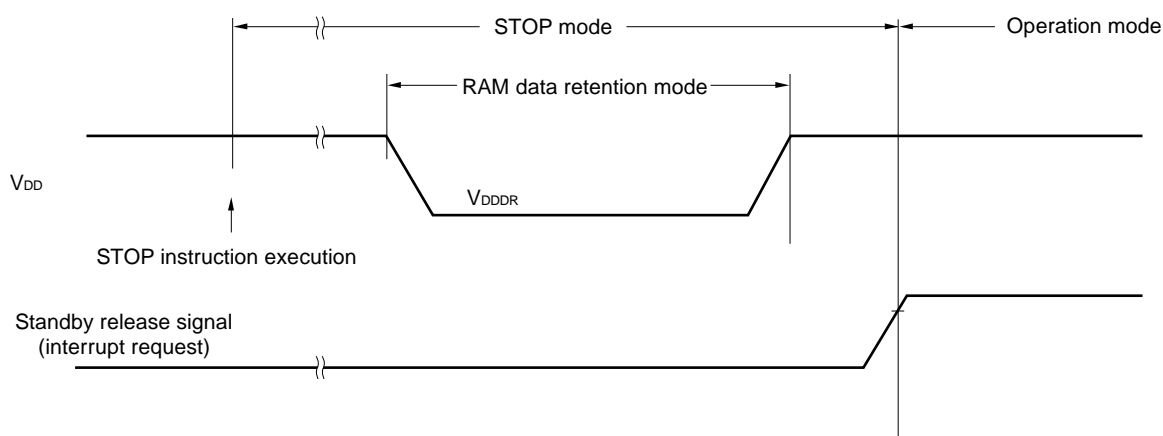 STOP mode
Operation mode
RAM data retention mode
VDD
VDDDR
STOP instruction execution
Standby release signal
(interrupt request)